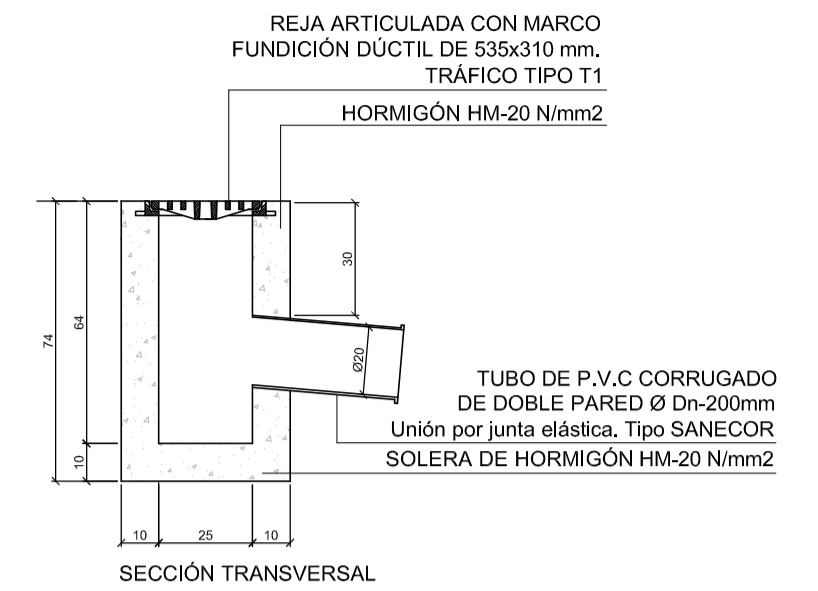 REJA ARTICULADA CON MARCO
FUNDICIÓN DÚCTIL DE 535x310 mm.
TRÁFICO TIPO T1
HORMIGÓN HM-20 N/mm2
30
64
74
Ø20
TUBO DE P.V.C CORRUGADO
DE DOBLE PARED Ø Dn-200mm
Unión por junta elástica. Tipo SANECOR
SOLERA DE HORMIGÓN HM-20 N/mm2
10
10
25
10
SECCIÓN TRANSVERSAL